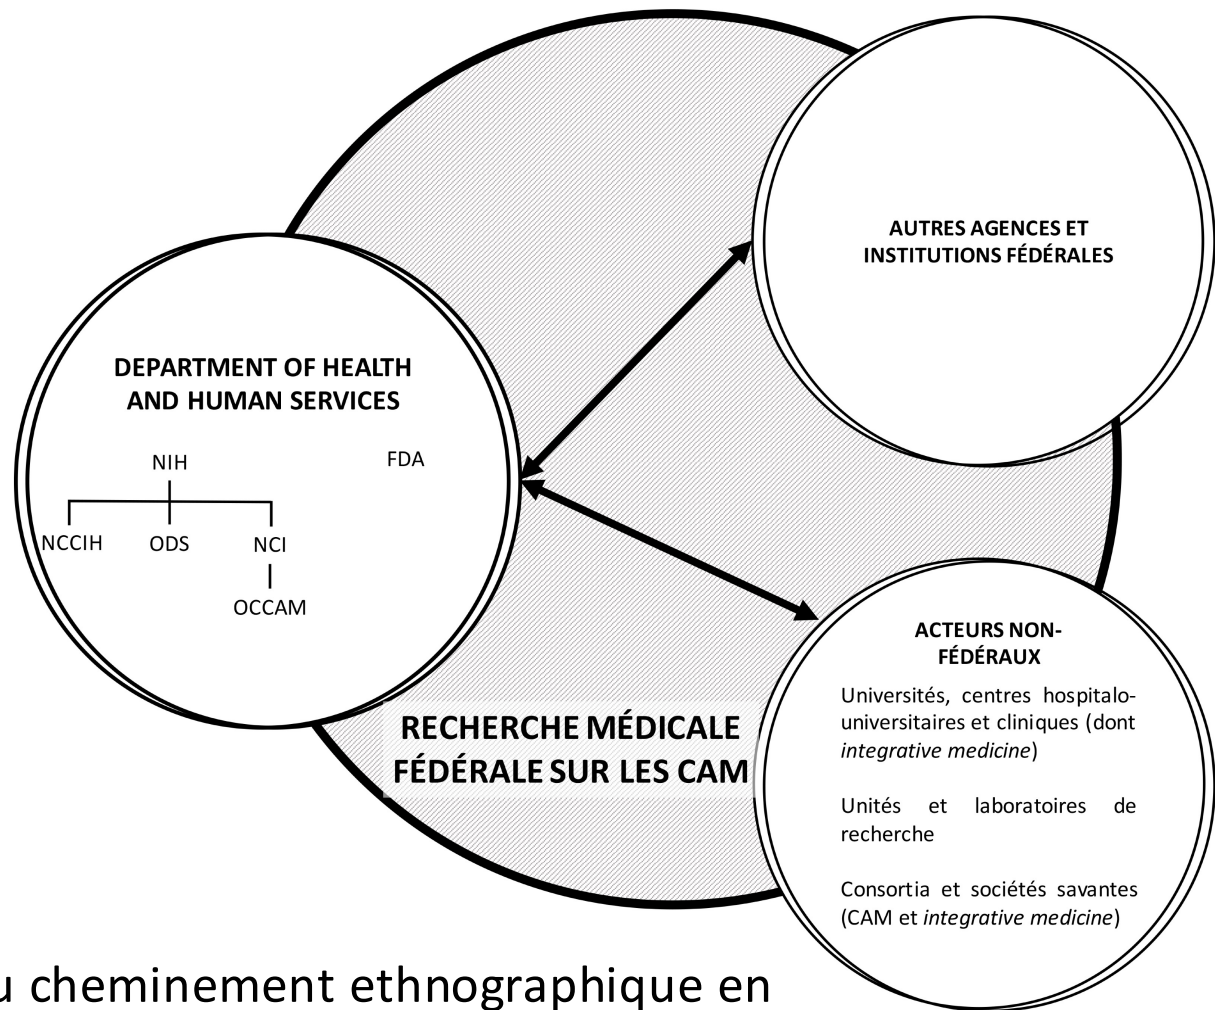 AUTRES AGENCES ET
INSTITUTIONS FÉDÉRALES
DEPARTMENT OF HEALTH
AND HUMAN SERVICES
NIH
FDA
NCCIH
ODS
NCI
OCCAM
RECHERCHE MÉDICALE
FÉDÉRALE SUR LES CAM
ACTEURS NON-
FÉDÉRAUX
Universités, centres hospitalo-
universitaires et cliniques (dont
integrative medicine)
Unités et laboratoires de
recherche
Consortia et sociétés savantes
(CAM et integrative medicine)
u cheminement ethnographique en